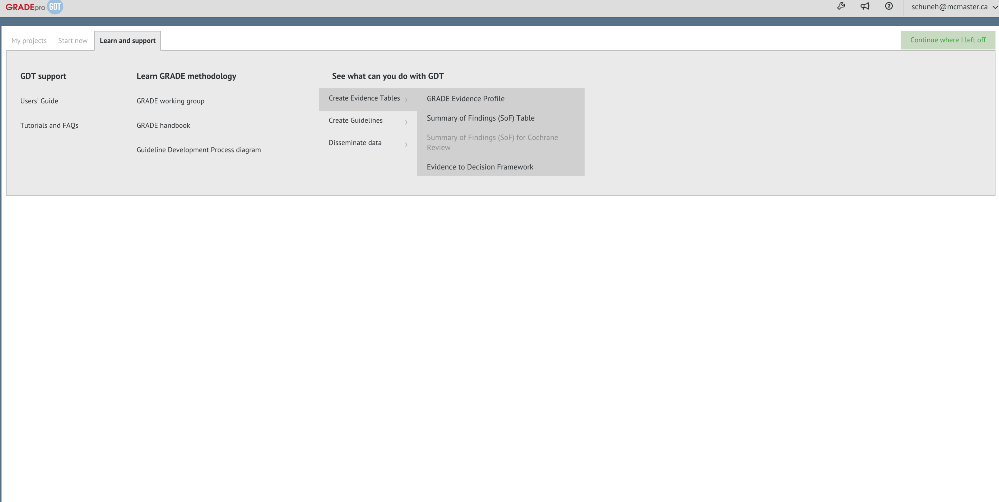 GRADEpro GDT
schuneh@mcmaster.ca
My projects
Start new
Learn and support
Continue where I left off
GDT support
Users' Guide
Tutorials and FAQs
Learn GRADE methodology
GRADE working group
GRADE handbook
Guideline Development Process diagram
See what can you do with GDT
Create Evidence Tables
Create Guidelines
Disseminate data
GRADE Evidence Profile
Summary of Findings (SoF) Table
Summary of Findings (SoF) for Cochrane
Review
Evidence to Decision Framework